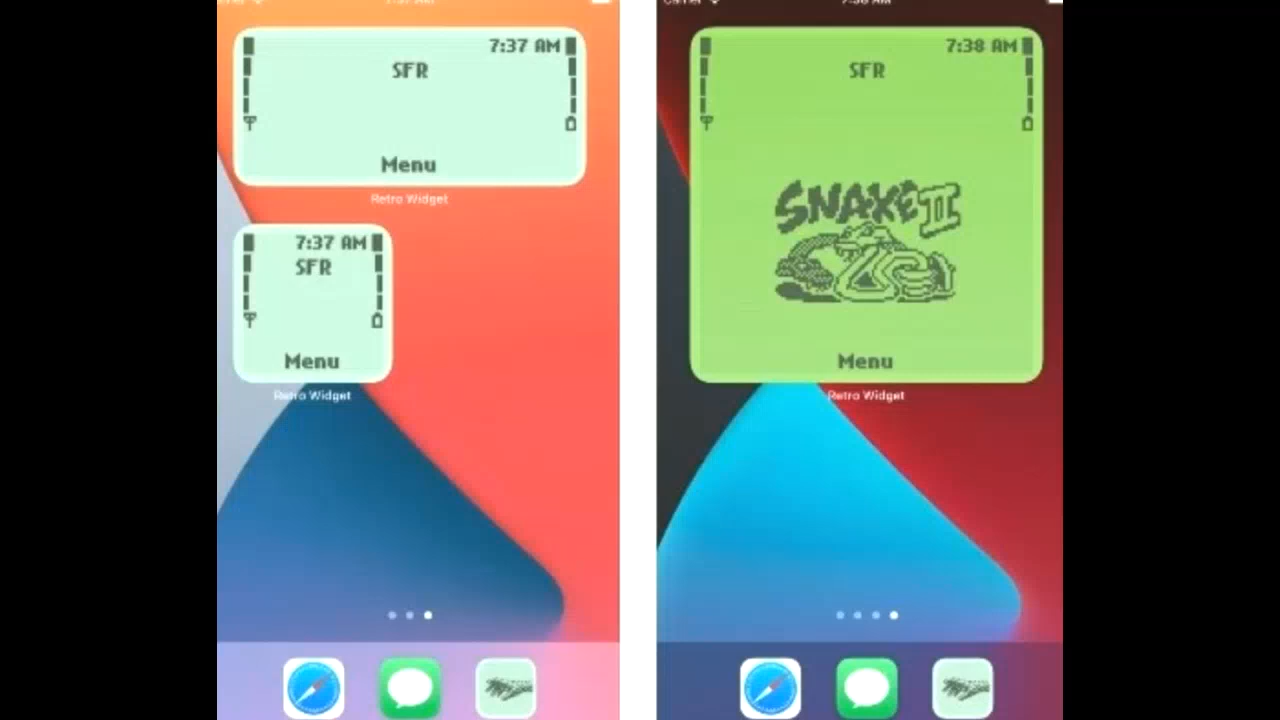 7:37 AM
SFR
Menu
Retro Widget
7:37 AM
SFR
Menu
Retro Widget
7:38 AM
SFR
SNAKE II
Menu
Retro Widget